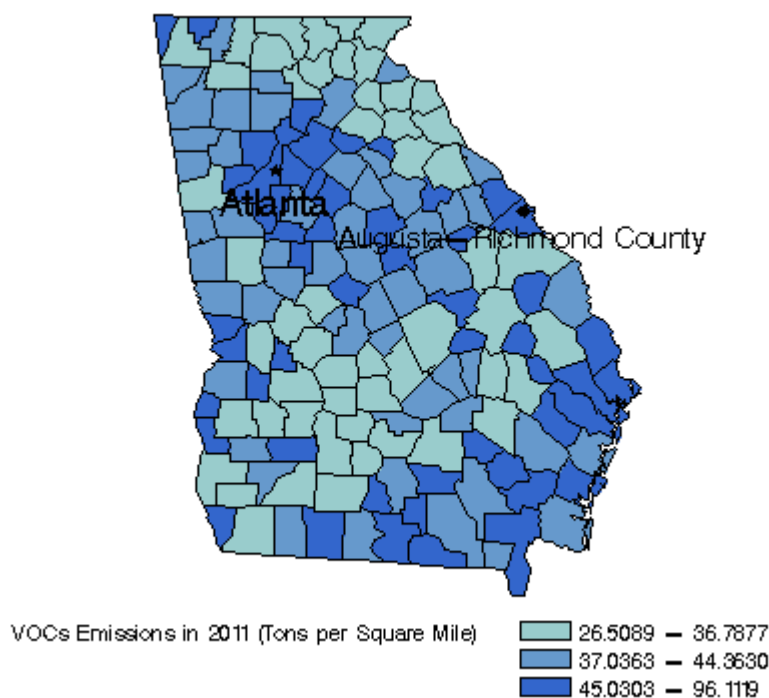 Atlanta
Augusta-Richmond County
VOCs Emissions in 2011 (Tons per Square Mile)
26.5089 – 36.7877
37.0363 – 44.3630
45.0303 – 96.1119